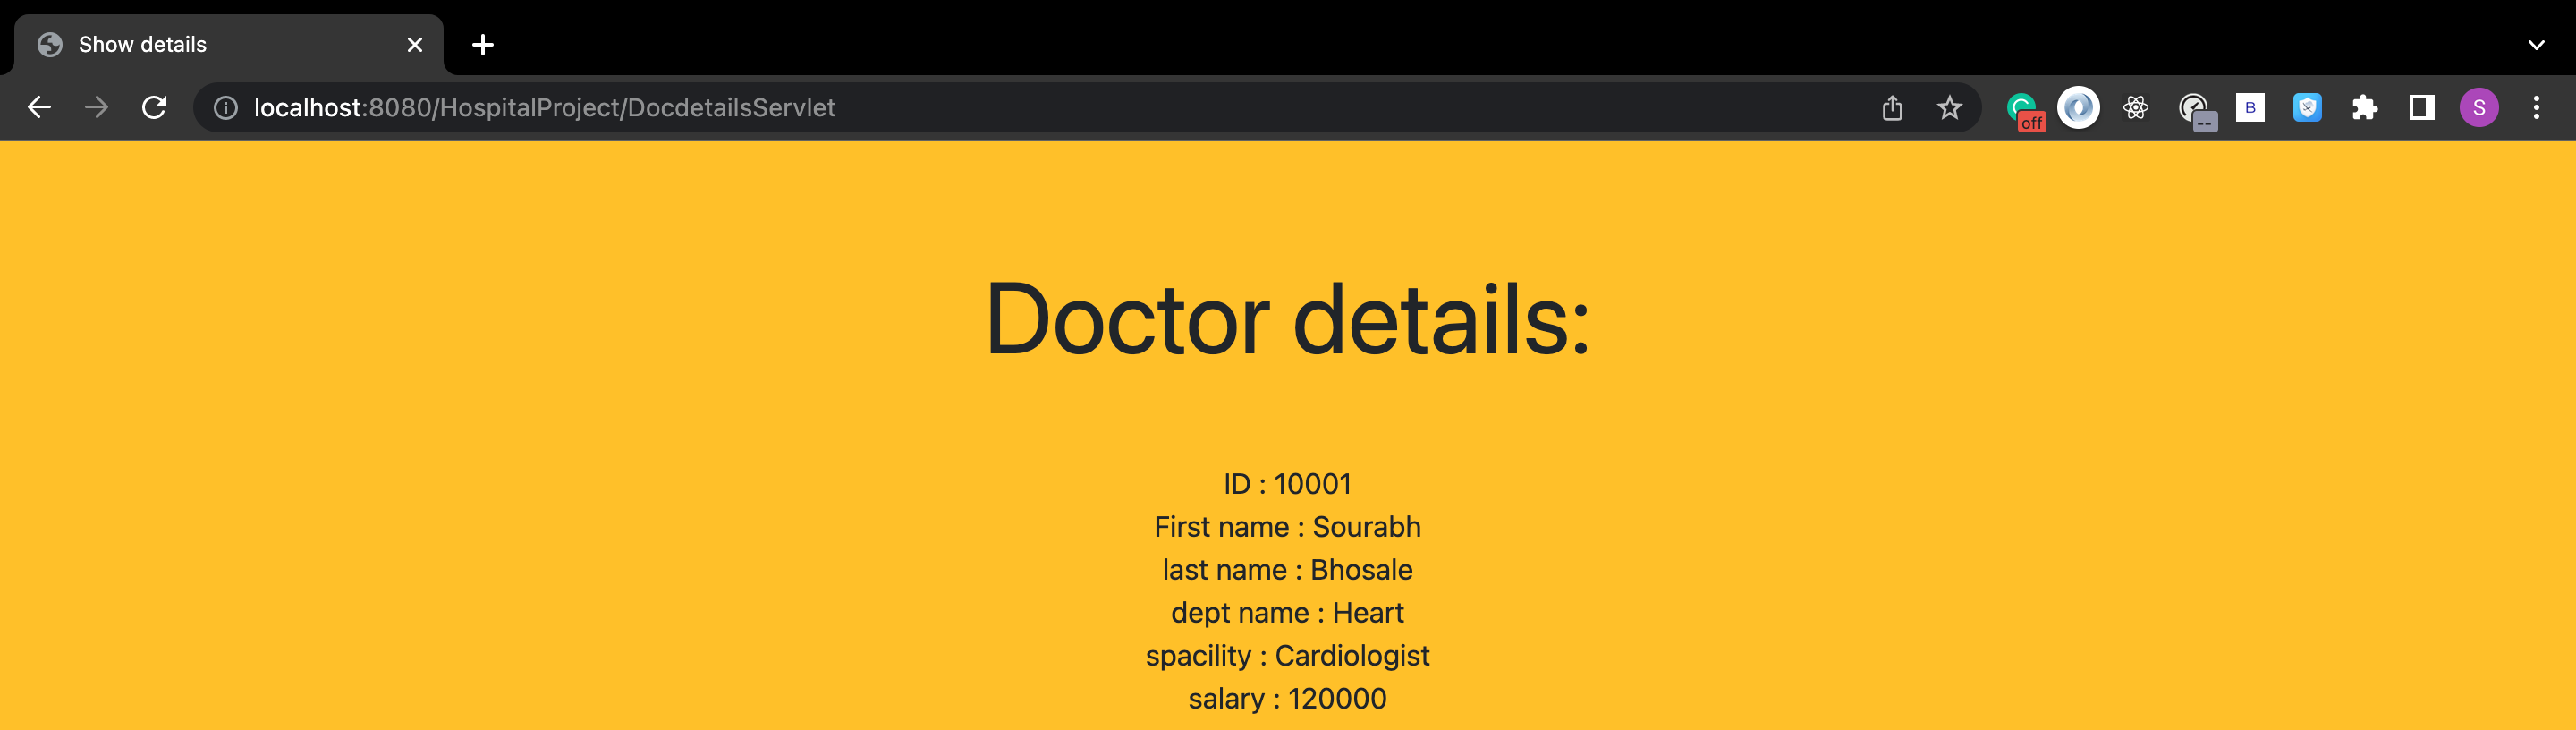 Show details
localhost:8080/HospitalProject/DocdetailsServlet
off
--
B
S
Doctor details:
ID : 10001
First name : Sourabh
last name : Bhosale
dept name : Heart
spacility : Cardiologist
salary : 120000